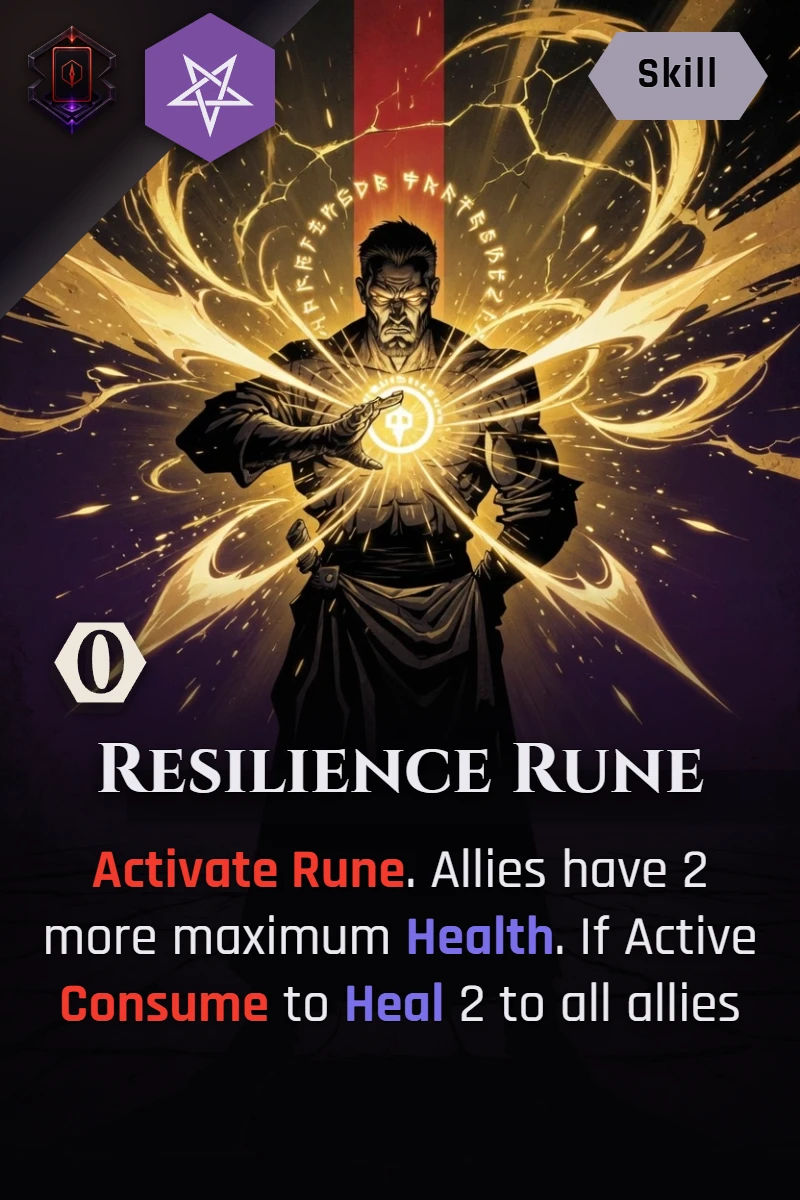 Skill
0
Resilience Rune
Activate Rune. Allies have 2
more maximum Health. If Active
Consume to Heal 2 to all allies